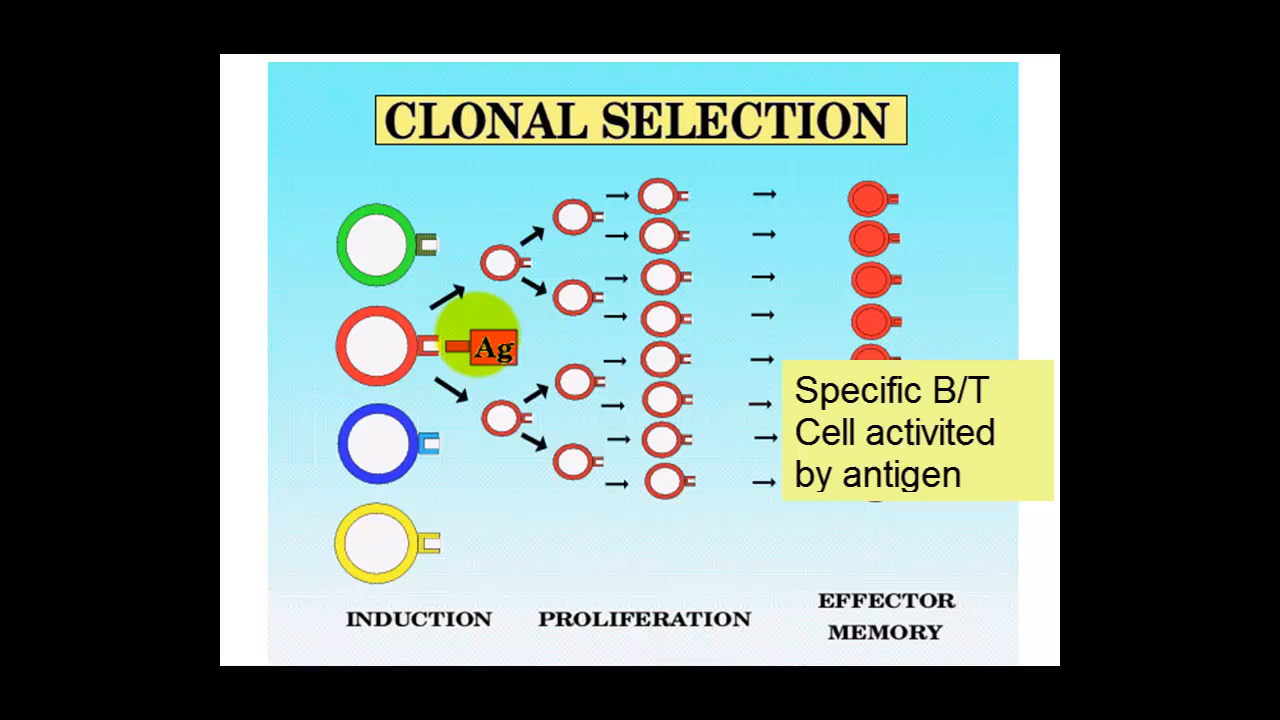 CLONAL SELECTION
Ag
Specific B/T
Cell activited
by antigen
INDUCTION
PROLIFERATION
EFFECTOR
MEMORY